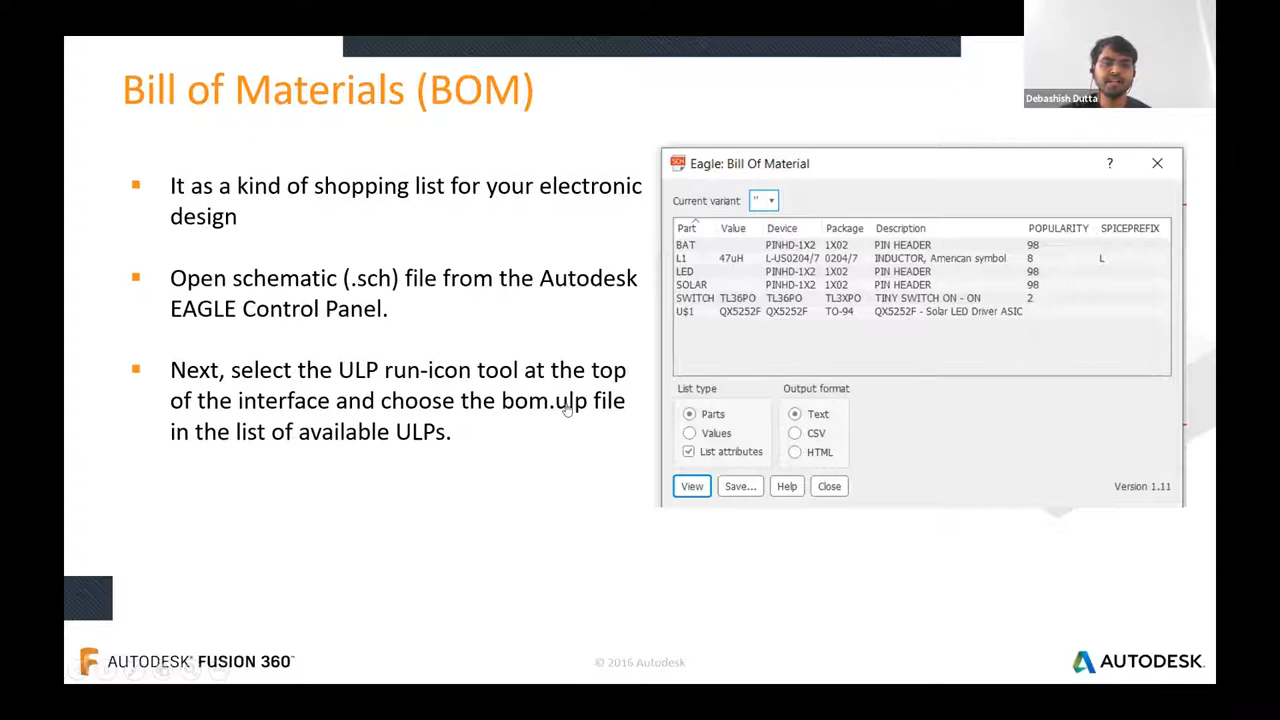 Bill of Materials (BOM)
Debashish Dutta
It as a kind of shopping list for your electronic
design
Open schematic (.sch) file from the Autodesk
EAGLE Control Panel.
Next, select the ULP run-icon tool at the top
of the interface and choose the bom.ulp file
in the list of available ULPs.
SCH Eagle: Bill Of Material ?
Current variant "
Part Value Device Package Description POPULARITY SPICEPREFIX
BAT PINHD-1X2 1X02 PIN HEADER 98
L1 47uH L-US0204/7 0204/7 INDUCTOR, American symbol 8 L
LED PINHD-1X2 1X02 PIN HEADER 98
SOLAR PINHD-1X2 1X02 PIN HEADER 98
SWITCH TL36PO TL36PO TL3XPO TINY SWITCH ON - ON 2
U$1 QX5252F QX5252F TO-94 QX5252F - Solar LED Driver ASIC
List type Output format
Parts Text
Values CSV
List attributes HTML
View Save... Help Close Version 1.11
AUTODESK® FUSION 360™
© 2016 Autodesk
AUTODESK.